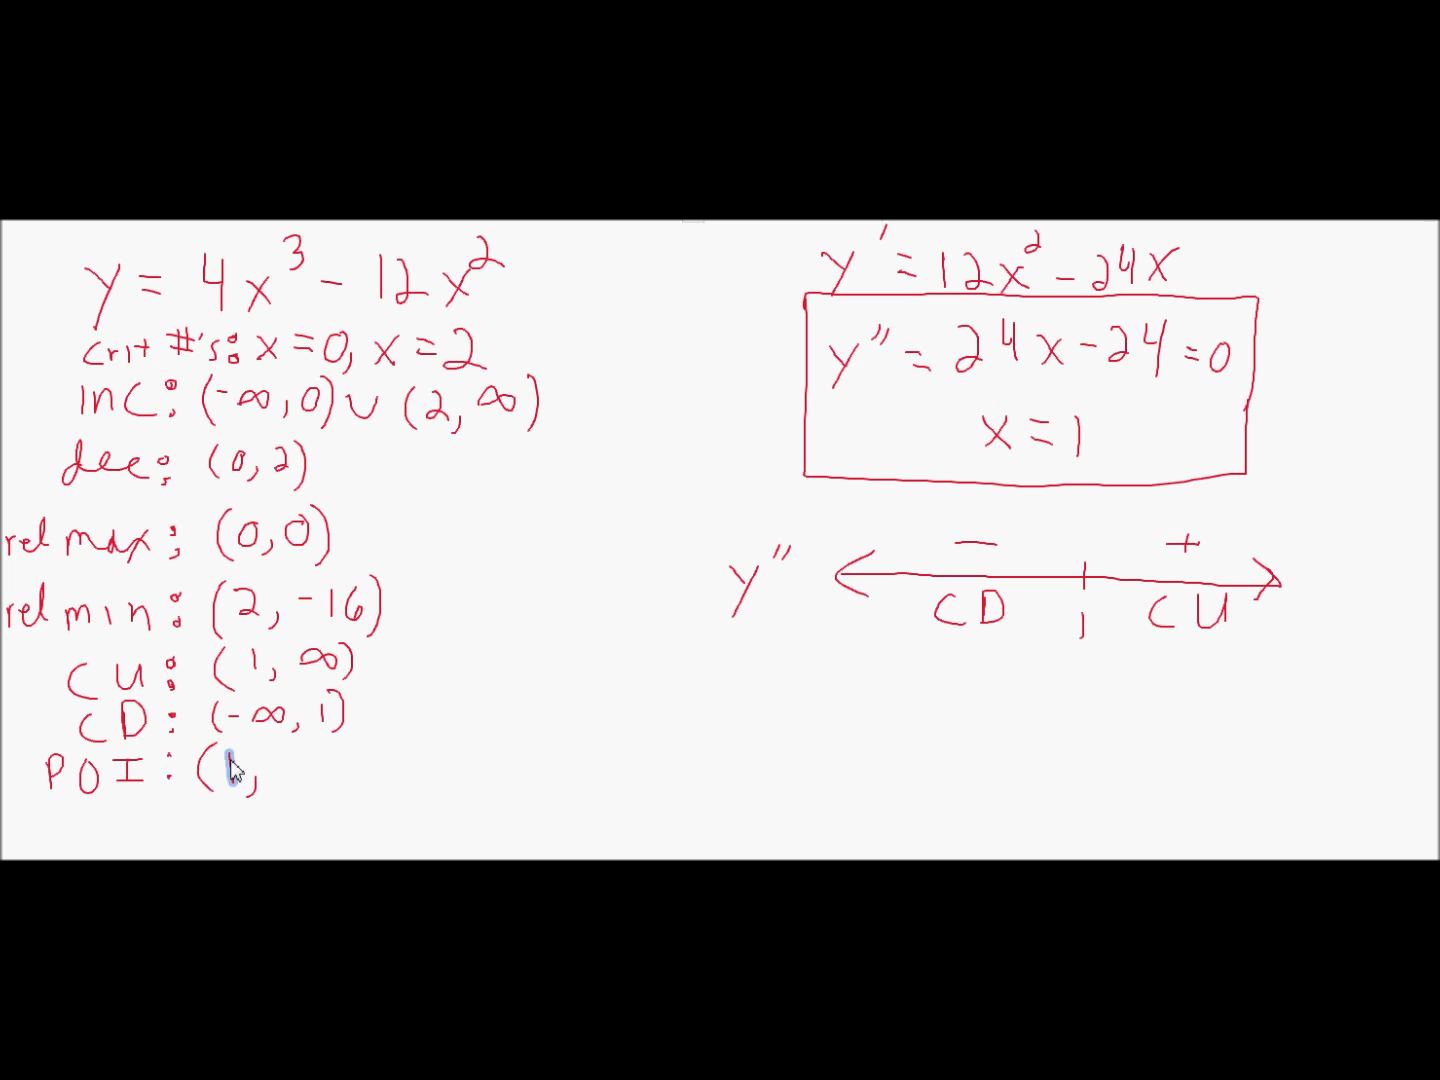 y = 4x³ - 12x²
crit #'s: x = 0, x = 2
inc: (-∞, 0) ∪ (2, ∞)
dec: (0, 2)
rel max: (0, 0)
rel min: (2, -16)
CU: (1, ∞)
CD: (-∞, 1)
POI: (1,
y' = 12x² - 24x
y'' = 24x - 24 = 0
x = 1
y'' − +
CD 1 CU